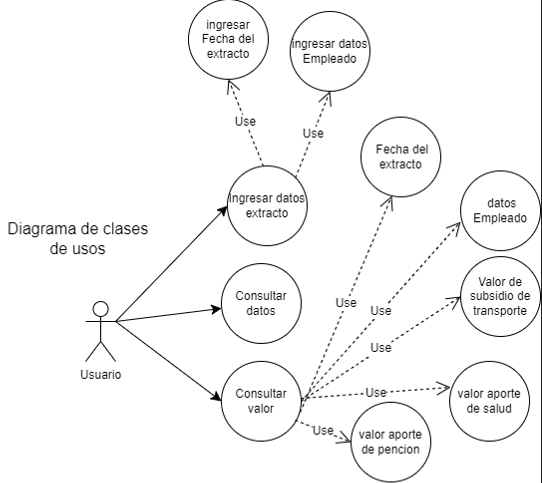 ingresar
Fecha del
extracto
ingresar datos
Empleado
Use
Use
Fecha del
extracto
Ingresar datos
extracto
datos
Empleado
Diagrama de clases
de usos
Valor de
subsidio de
transporte
Consultar
datos
Use
Use
Use
Usuario
Consultar
valor
Use
valor aporte
de salud
Use
valor aporte
de pencion